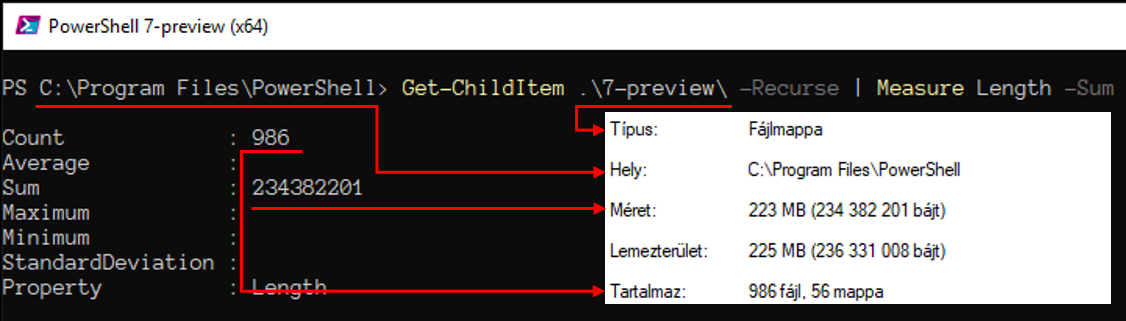 PowerShell 7-preview (x64)
PS C:\Program Files\PowerShell> Get-ChildItem .\7-preview\ -Recurse | Measure Length -Sum
Count : 986
Average :
Sum : 234382201
Maximum :
Minimum :
StandardDeviation :
Property : Length
Típus: Fájlmappa
Hely: C:\Program Files\PowerShell
Méret: 223 MB (234 382 201 bájt)
Lemezterület: 225 MB (236 331 008 bájt)
Tartalmaz: 986 fájl, 56 mappa